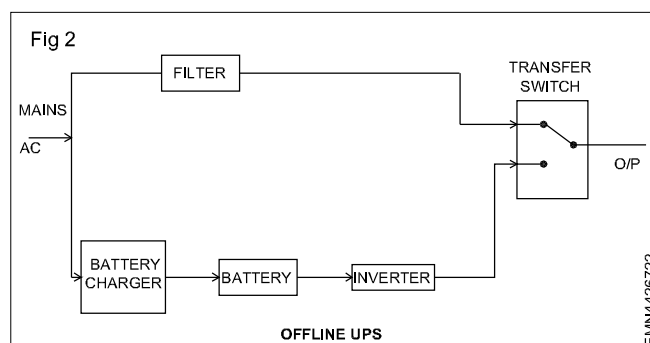 Fig 2
FILTER
TRANSFER
SWITCH
MAINS
AC
O/P
BATTERY
CHARGER
BATTERY
INVERTER
OFFLINE UPS